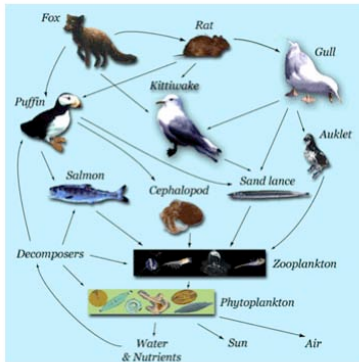 Fox
Rat
Gull
Puffin
Kittiwake
Auklet
Salmon
Cephalopod
Sand lance
Decomposers
Zooplankton
Phytoplankton
Water
& Nutrients
Sun
Air